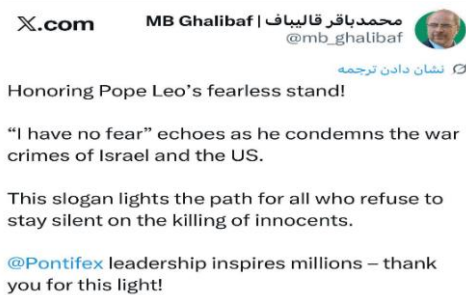 X.com
محمدباقر قالیباف | MB Ghalibaf
@mb_ghalibaf
نشان دادن ترجمه
Honoring Pope Leo’s fearless stand!
“I have no fear” echoes as he condemns the war
crimes of Israel and the US.
This slogan lights the path for all who refuse to
stay silent on the killing of innocents.
@Pontifex leadership inspires millions – thank
you for this light!